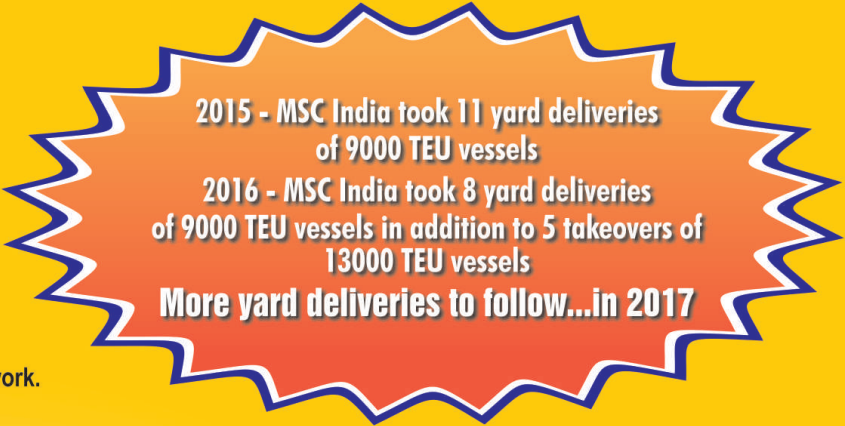 2015 - MSC India took 11 yard deliveries
of 9000 TEU vessels
2016 - MSC India took 8 yard deliveries
of 9000 TEU vessels in addition to 5 takeovers of
13000 TEU vessels
More yard deliveries to follow...in 2017